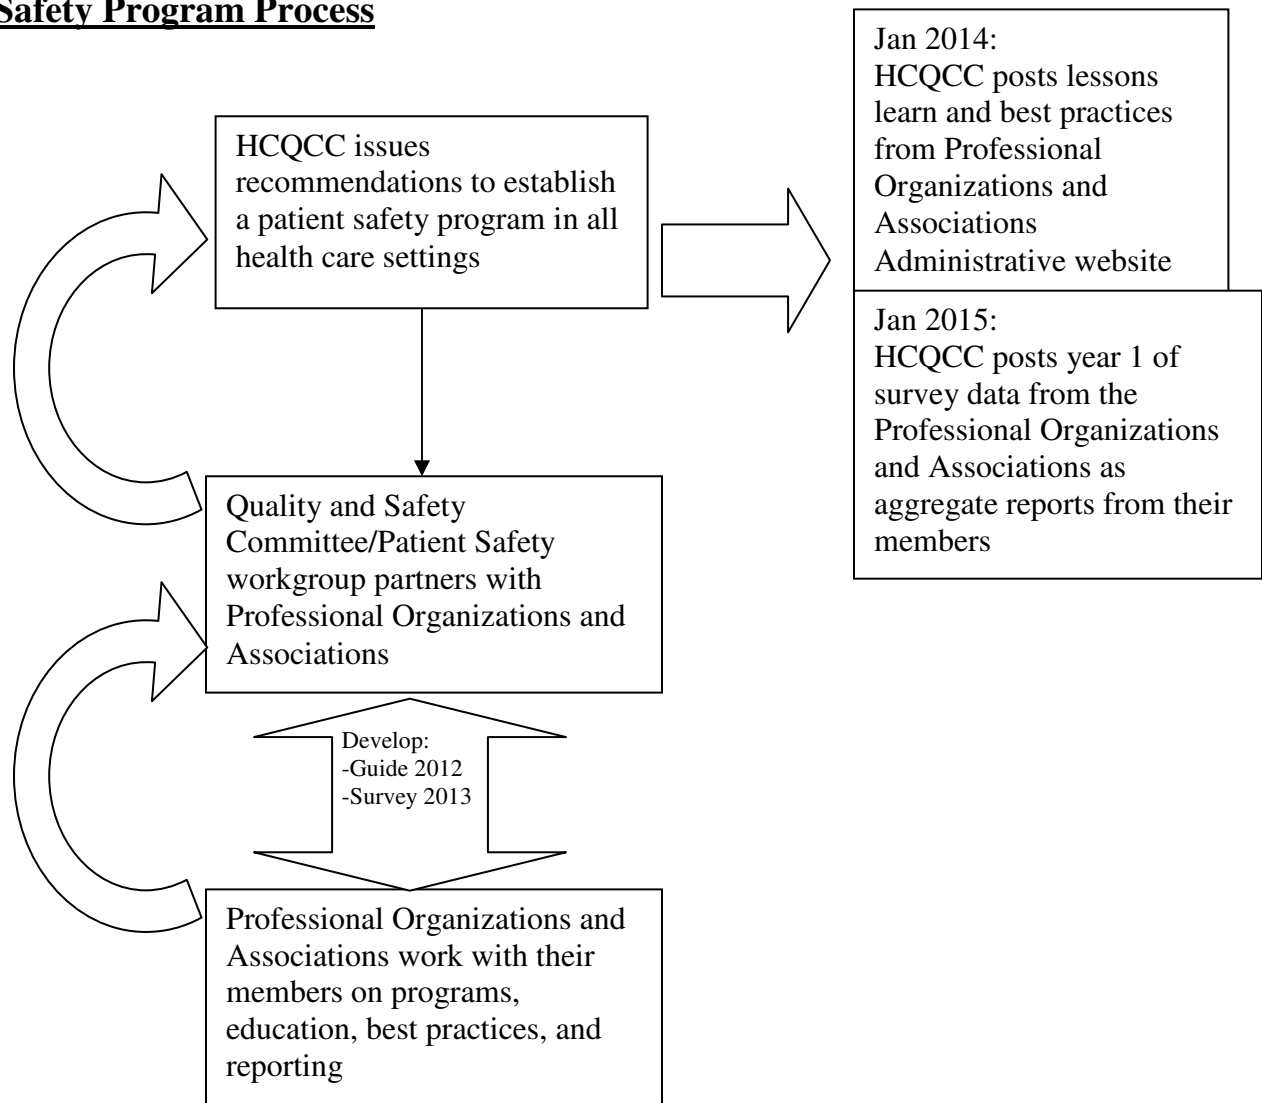 Safety Program Process
HCQCC issues
recommendations to establish
a patient safety program in all
health care settings
Jan 2014:
HCQCC posts lessons
learn and best practices
from Professional
Organizations and
Associations
Administrative website
Jan 2015:
HCQCC posts year 1 of
survey data from the
Professional Organizations
and Associations as
aggregate reports from their
members
Quality and Safety
Committee/Patient Safety
workgroup partners with
Professional Organizations and
Associations
Develop:
-Guide 2012
-Survey 2013
Professional Organizations and
Associations work with their
members on programs,
education, best practices, and
reporting